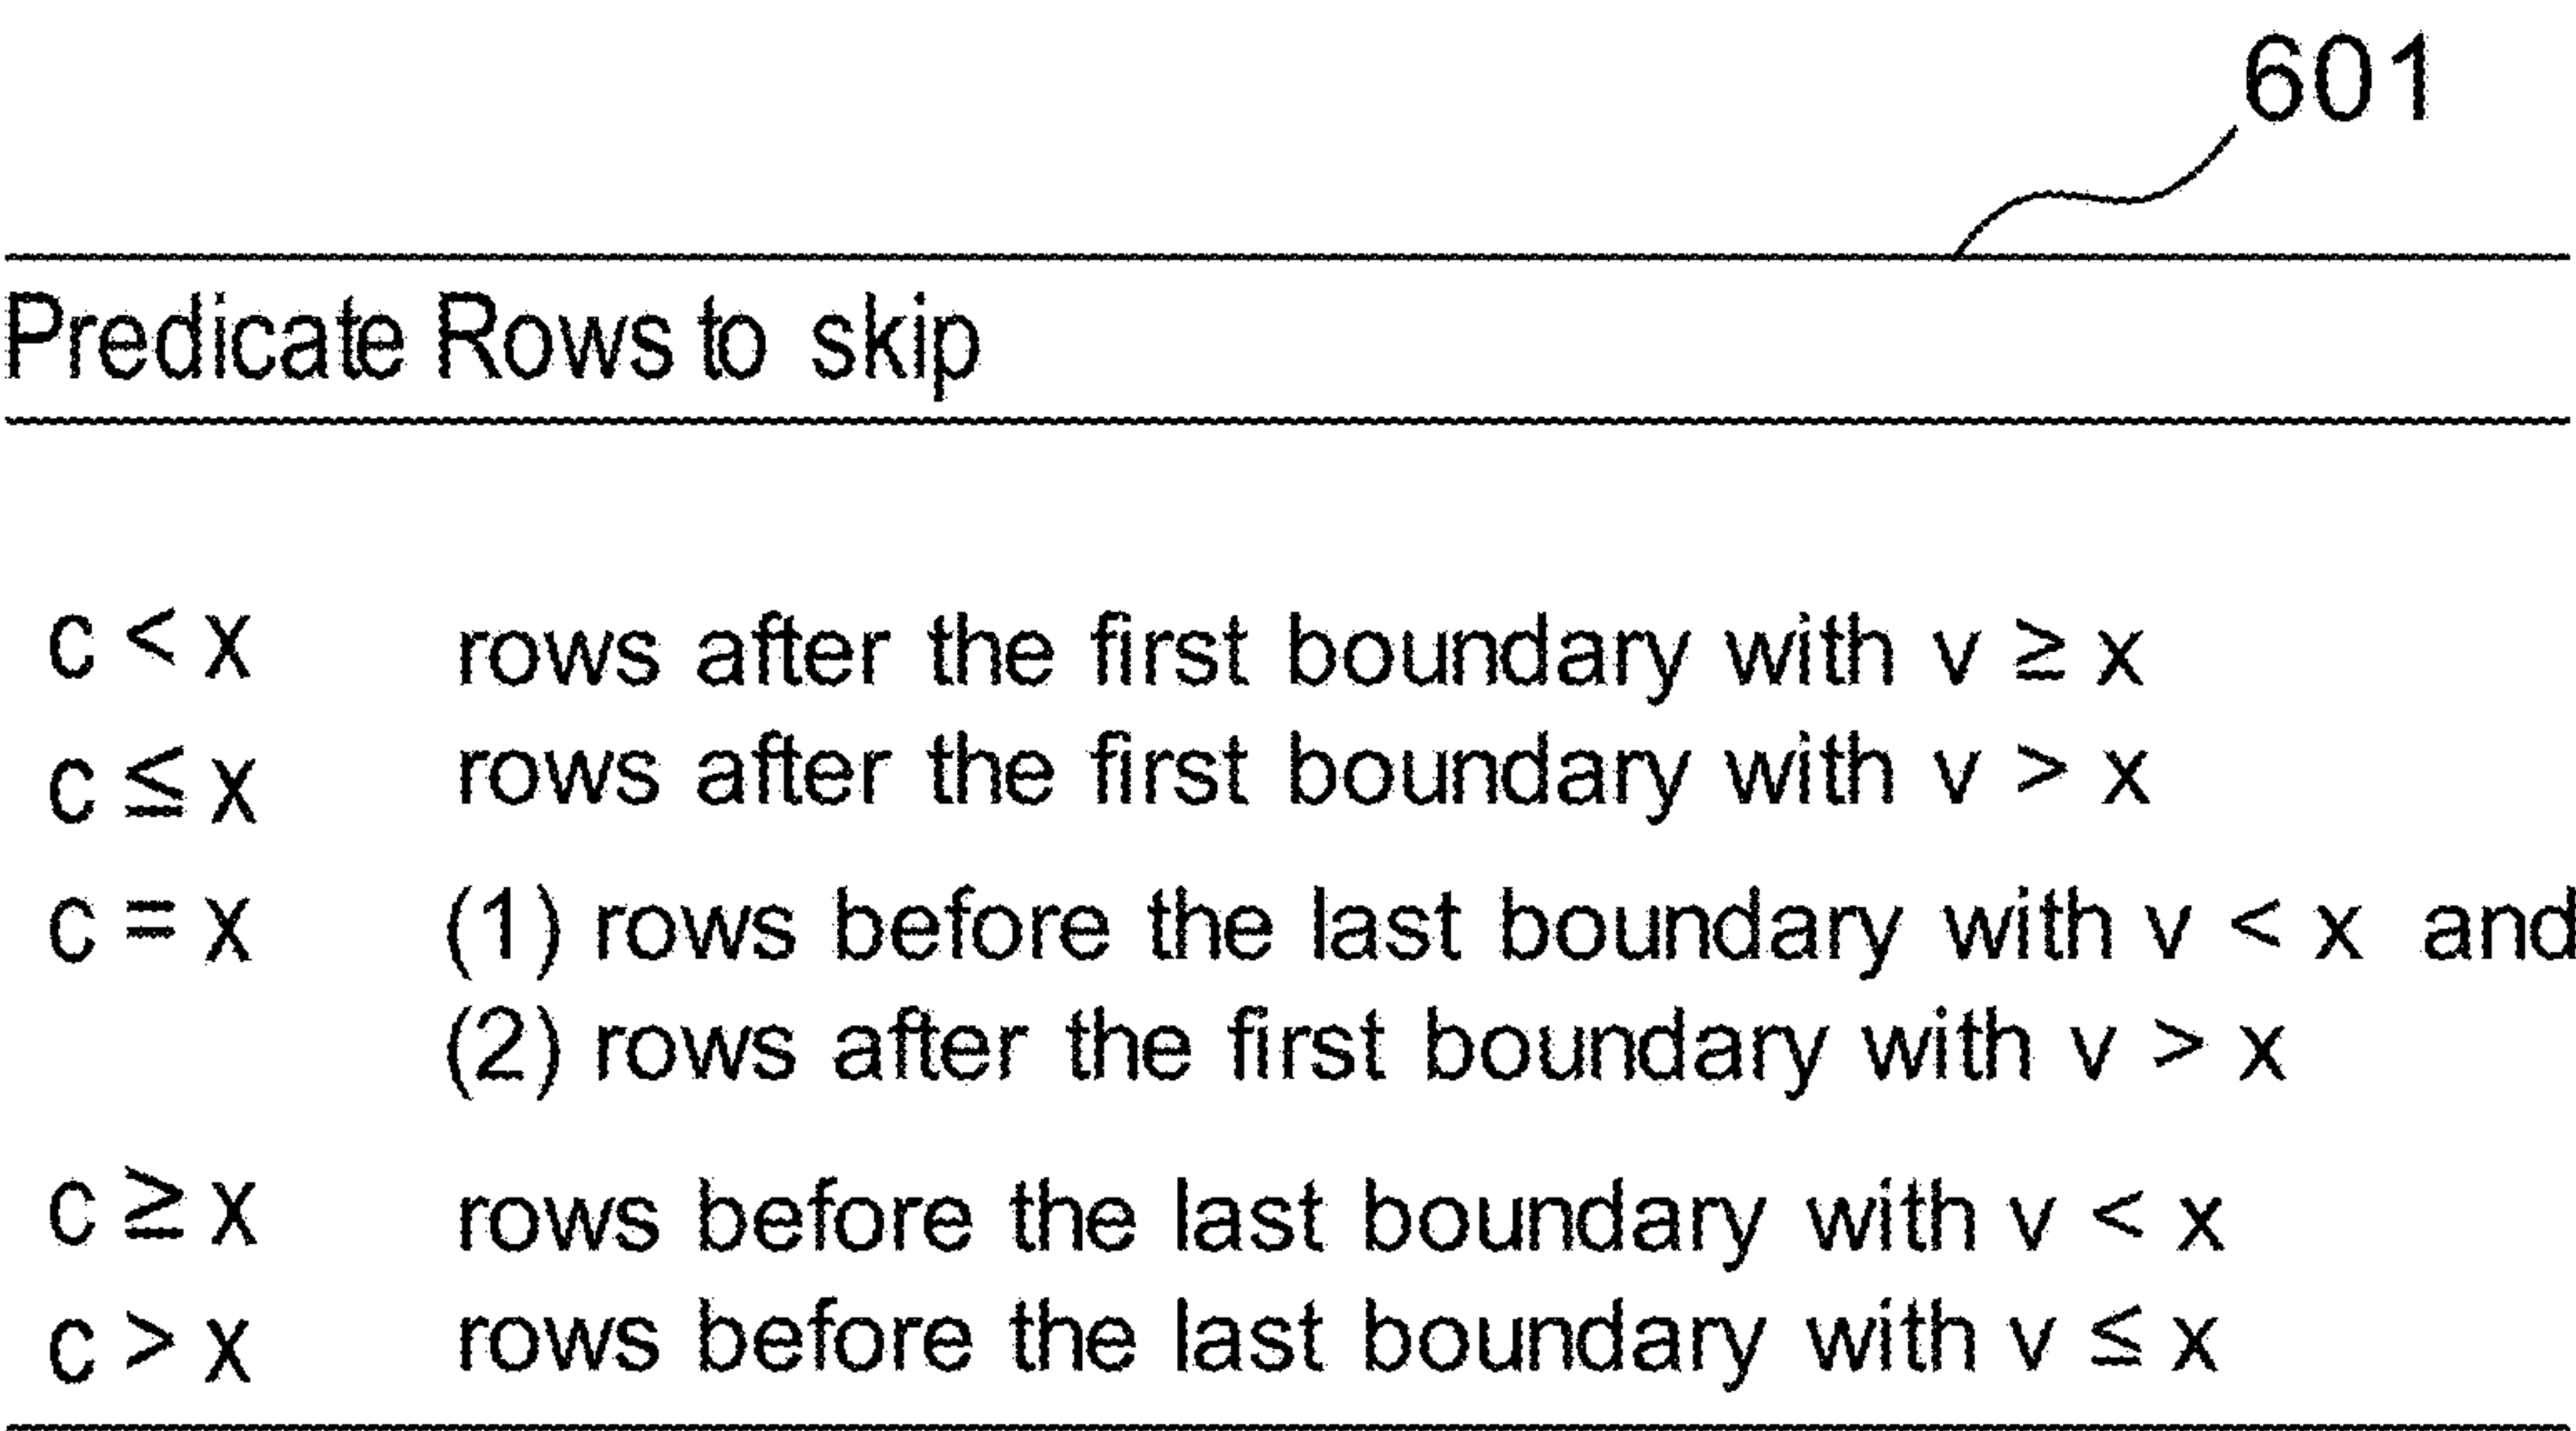 601
Predicate Rows to skip
c < x rows after the first boundary with v ≥ x
c ≤ x rows after the first boundary with v > x
c = x (1) rows before the last boundary with v < x and
(2) rows after the first boundary with v > x
c ≥ x rows before the last boundary with v < x
c > x rows before the last boundary with v ≤ x